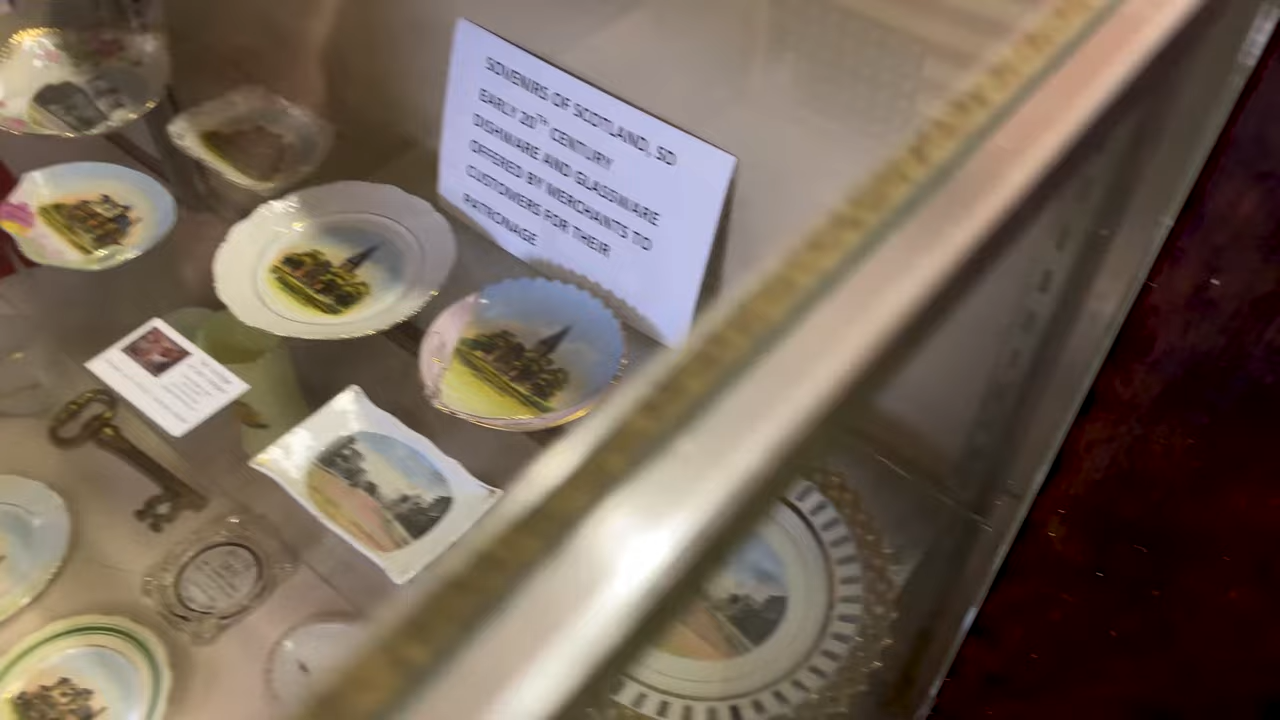 SOVENIRS OF SCOTLAND, SD
EARLY 20TH CENTURY
DISHWARE AND GLASSWARE
OFFERED BY MERCHANTS TO
CUSTOMERS FOR THEIR
PATRONAGE